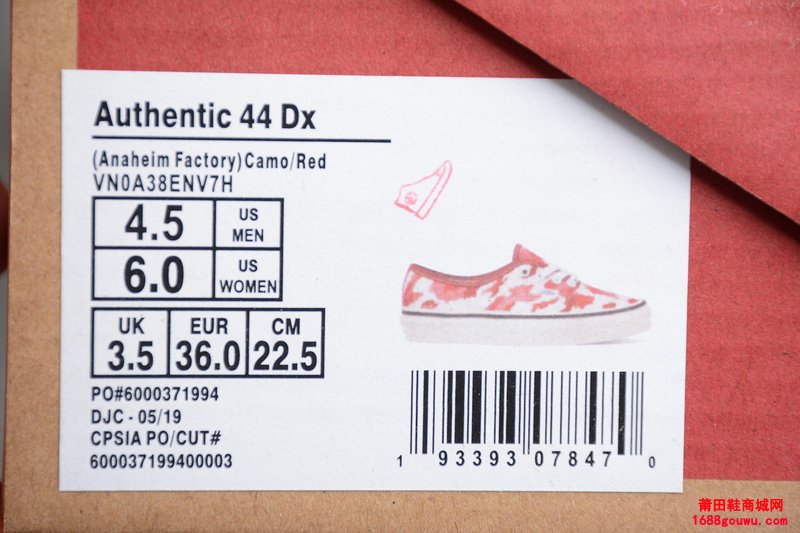 Authentic 44 Dx
(Anaheim Factory)Camo/Red
VN0A38ENV7H
4.5 US MEN
6.0 US WOMEN
UK EUR CM
3.5 36.0 22.5
PO#6000371994
DJC - 05/19
CPSIA PO/CUT#
600037199400003
1 93393 07847 0
莆田鞋商城网
1688gouwu.com